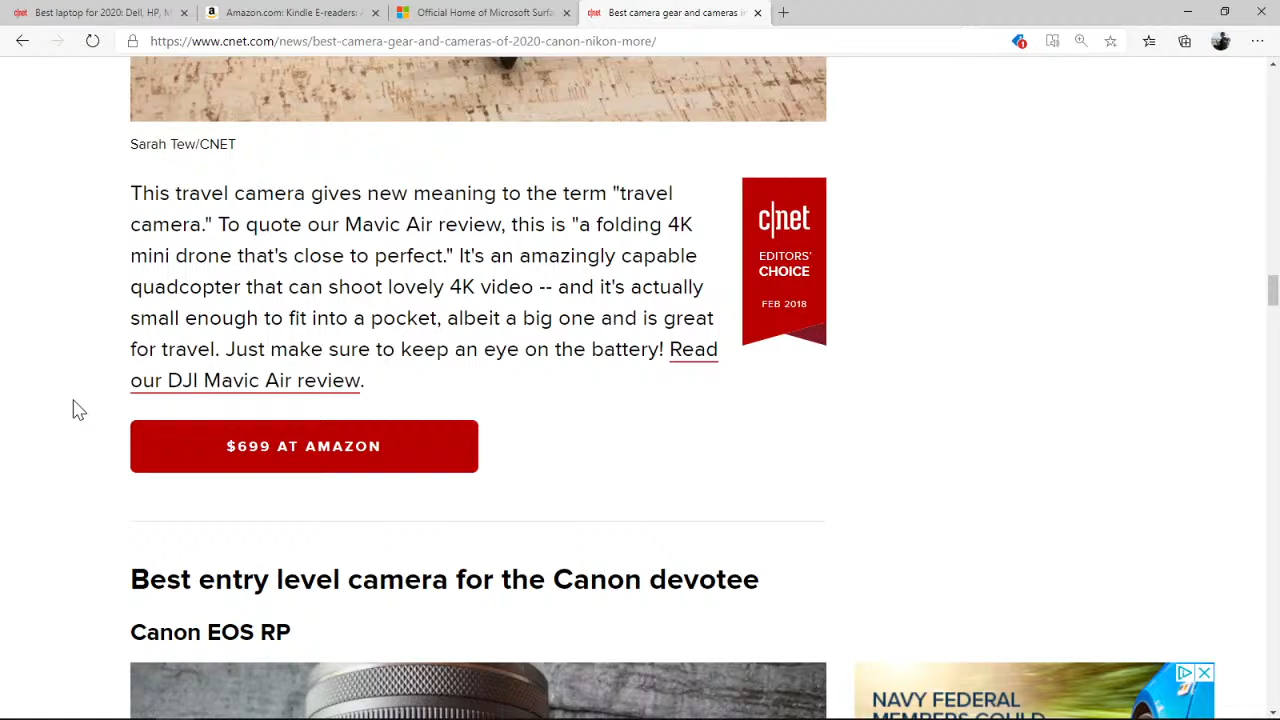 Best laptop for 2020: Dell, HP, N
Amazon.com: Kindle E-readers:
Official Home of Microsoft Surfa
Best camera gear and cameras i
https://www.cnet.com/news/best-camera-gear-and-cameras-of-2020-canon-nikon-more/
Sarah Tew/CNET
This travel camera gives new meaning to the term "travel
camera." To quote our Mavic Air review, this is "a folding 4K
mini drone that's close to perfect." It's an amazingly capable
quadcopter that can shoot lovely 4K video -- and it's actually
small enough to fit into a pocket, albeit a big one and is great
for travel. Just make sure to keep an eye on the battery! Read
our DJI Mavic Air review.
c|net
EDITORS'
CHOICE
FEB 2018
$699 AT AMAZON
Best entry level camera for the Canon devotee
Canon EOS RP
NAVY FEDERAL
MEMBERS COULD